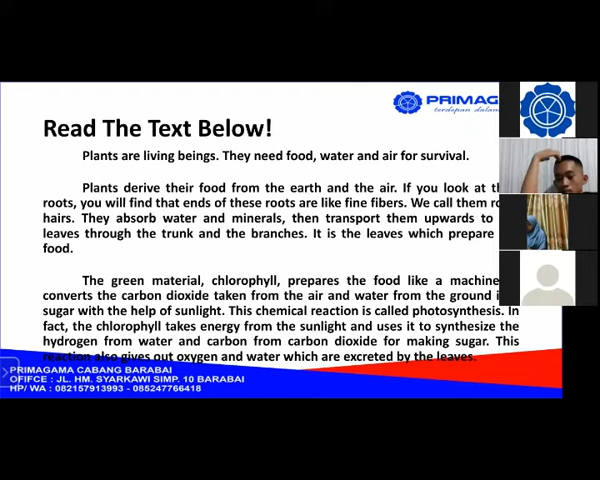 PRIMAG
terdepan dalam
Read The Text Below!
Plants are living beings. They need food, water and air for survival.
Plants derive their food from the earth and the air. If you look at th
roots, you will find that ends of these roots are like fine fibers. We call them ro
hairs. They absorb water and minerals, then transport them upwards to
leaves through the trunk and the branches. It is the leaves which prepare
food.
The green material, chlorophyll, prepares the food like a machine
converts the carbon dioxide taken from the air and water from the ground i
sugar with the help of sunlight. This chemical reaction is called photosynthesis. In
fact, the chlorophyll takes energy from the sunlight and uses it to synthesize the
hydrogen from water and carbon from carbon dioxide for making sugar. This
reaction also gives out oxygen and water which are excreted by the leaves.
PRIMAGAMA CABANG BARABAI
OFIFCE : JL. HM. SYARKAWI SIMP. 10 BARABAI
HP/ WA : 082157913993 - 085247766418